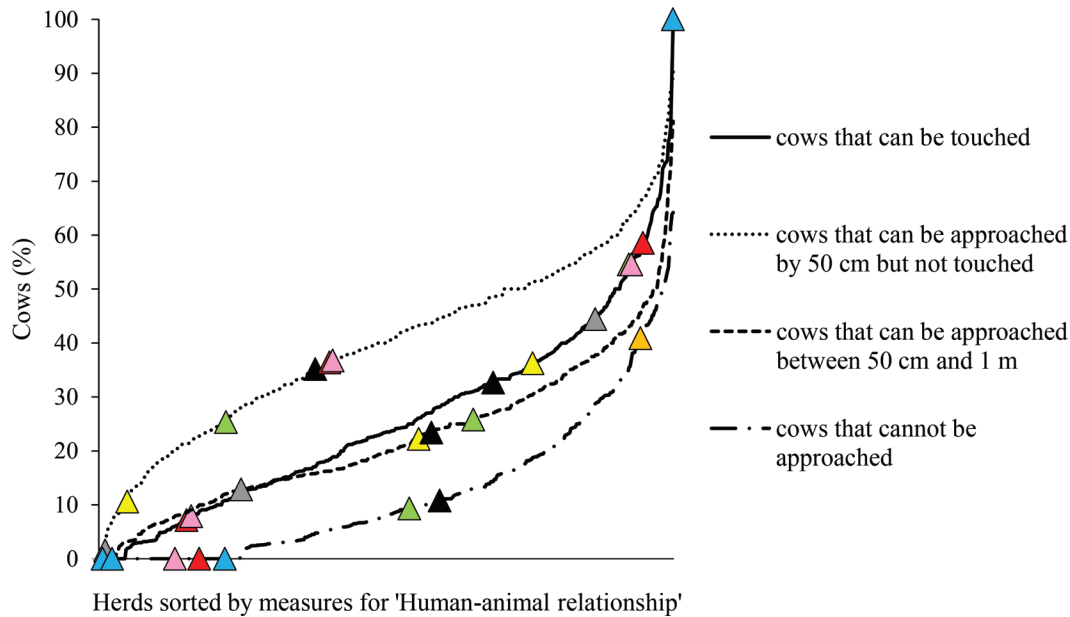 100
90
80
70
60
50
40
30
20
10
0
Cows (%)
Herds sorted by measures for 'Human-animal relationship'
cows that can be touched
cows that can be approached
by 50 cm but not touched
cows that can be approached
between 50 cm and 1 m
cows that cannot be
approached